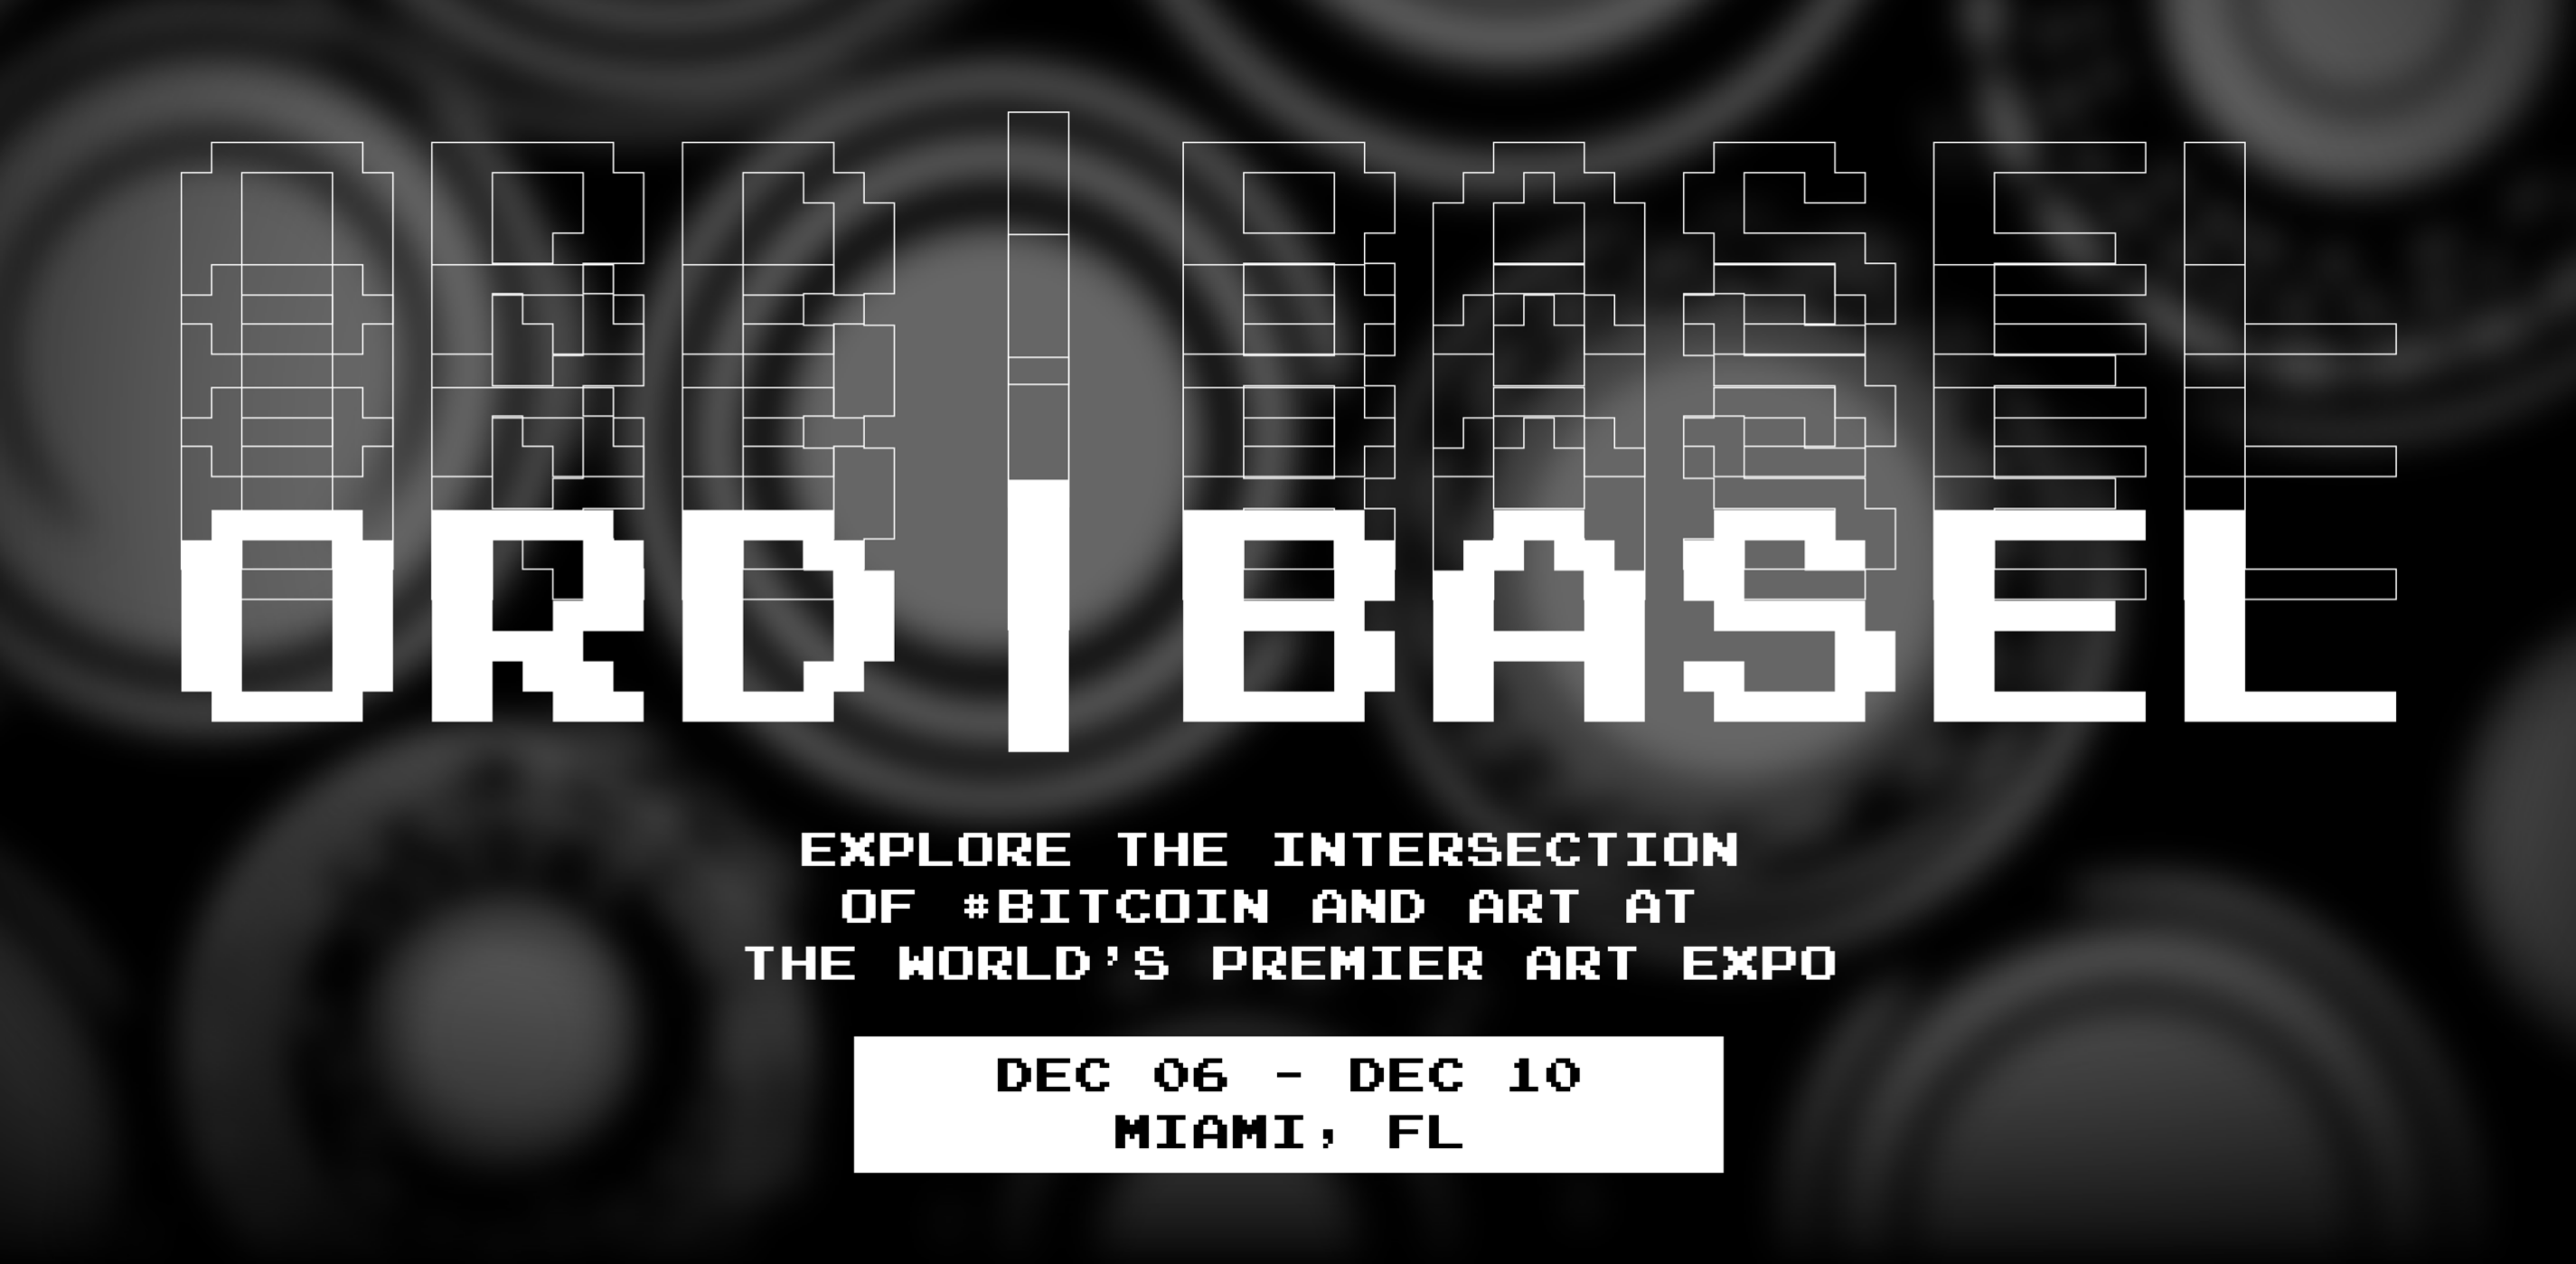 ORD|BASEL
EXPLORE THE INTERSECTION
OF #BITCOIN AND ART AT
THE WORLD'S PREMIER ART EXPO
DEC 06 - DEC 10
MIAMI, FL